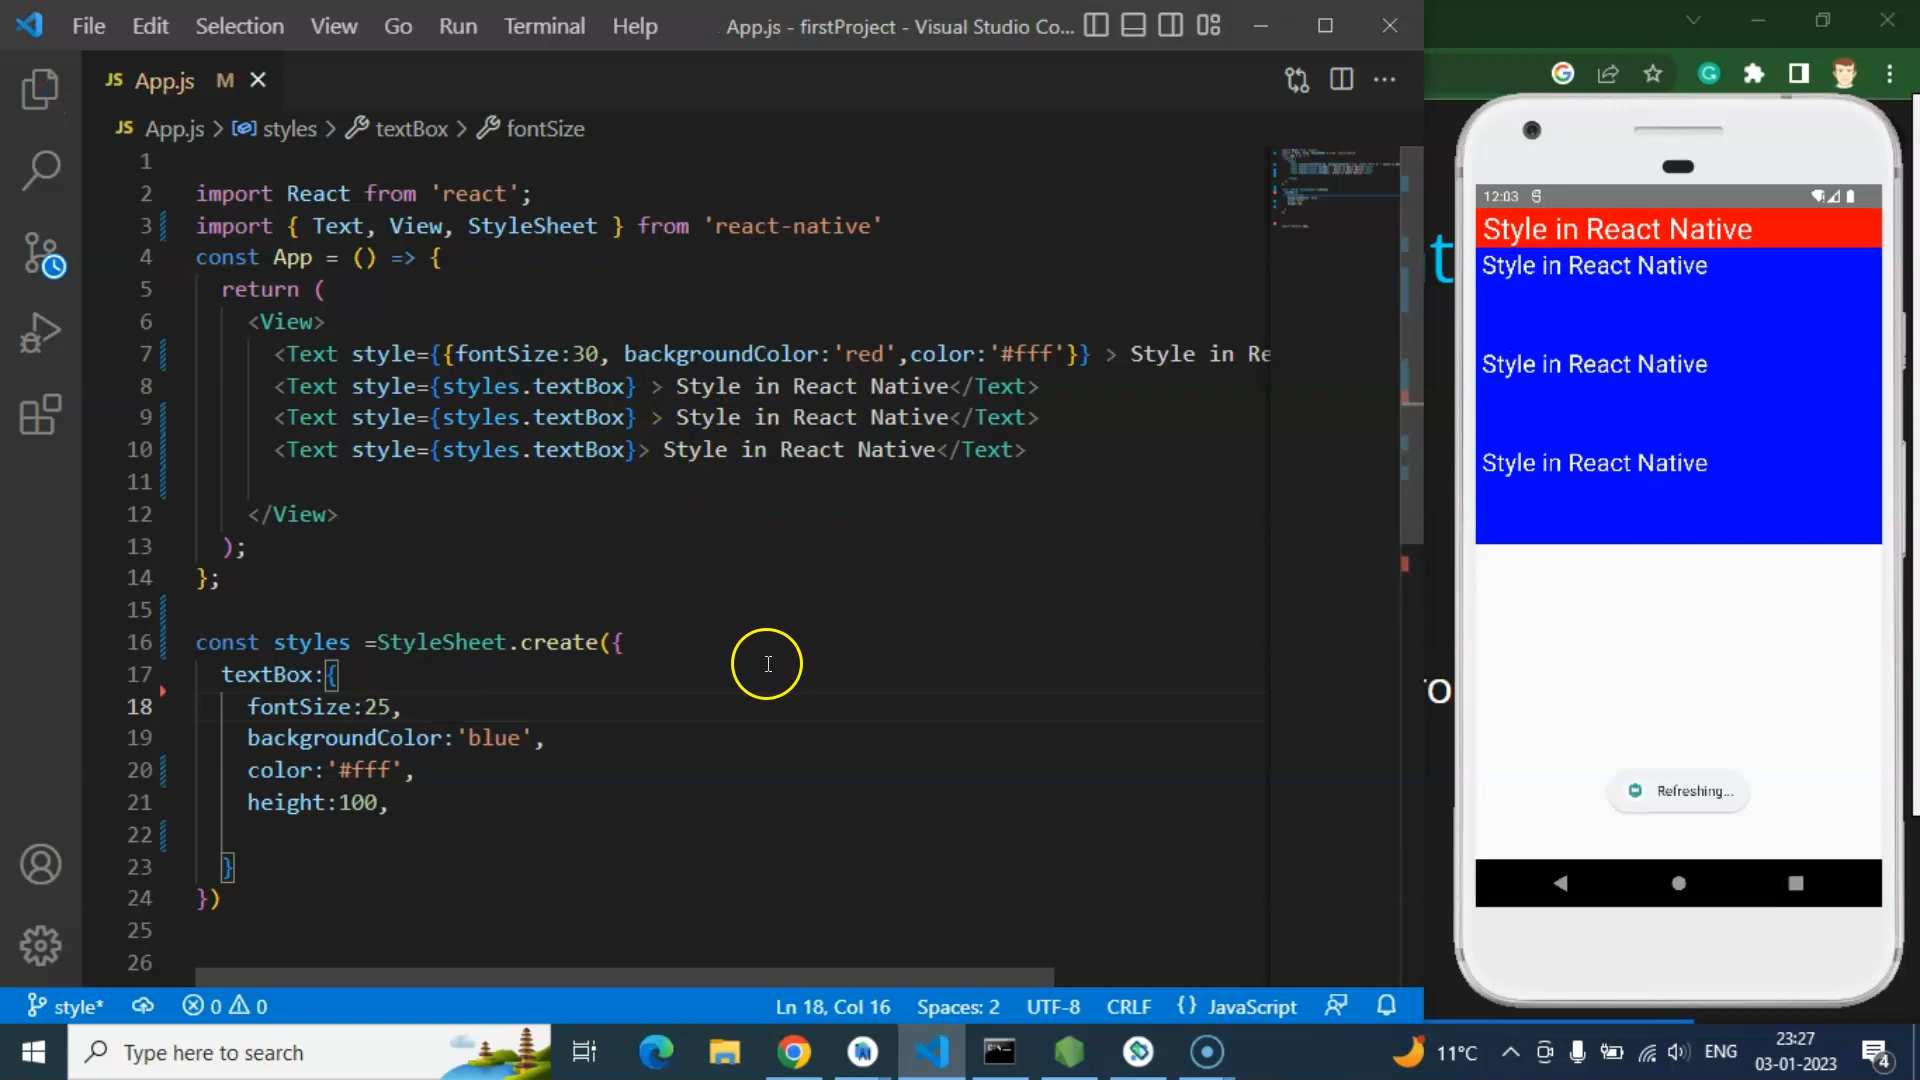 File Edit Selection View Go Run Terminal Help App.js - firstProject - Visual Studio Co...
JS App.js M
JS App.js > styles > textBox > fontSize
1
2 import React from 'react';
3 import { Text, View, StyleSheet } from 'react-native'
4 const App = () => {
5 return (
6 <View>
7 <Text style={{fontSize:30, backgroundColor:'red',color:'#fff'}} > Style in Re
8 <Text style={styles.textBox} > Style in React Native</Text>
9 <Text style={styles.textBox} > Style in React Native</Text>
10 <Text style={styles.textBox}> Style in React Native</Text>
11
12 </View>
13 );
14 };
15
16 const styles =StyleSheet.create({
17 textBox:{
18 fontSize:25,
19 backgroundColor:'blue',
20 color:'#fff',
21 height:100,
22
23 }
24 })
25
26
style* 0 0 Ln 18, Col 16 Spaces: 2 UTF-8 CRLF {} JavaScript
t
ro
12:03
Style in React Native
Style in React Native
Style in React Native
Style in React Native
Refreshing...
Type here to search
11°C ENG
23:27
03-01-2023
4